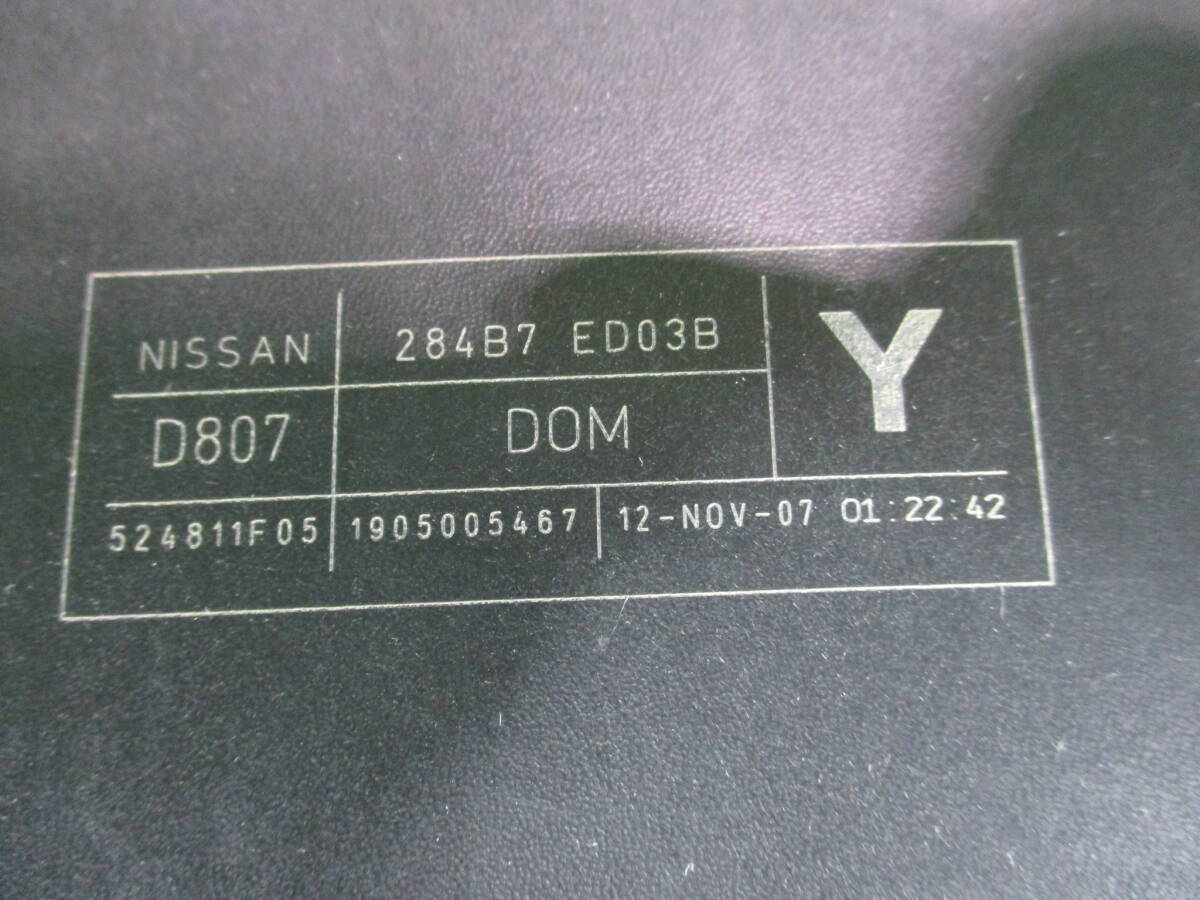 NISSAN 284B7 ED03B Y
D807 DOM
524811F05 1905005467 12-NOV-07 01:22:42